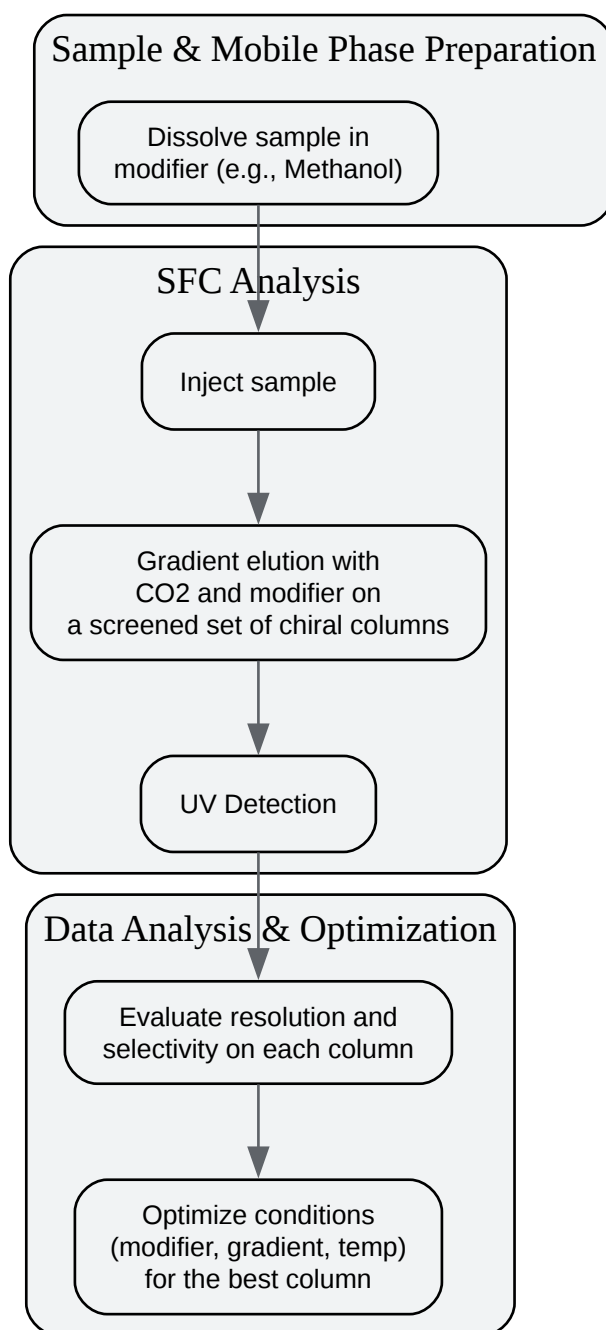 Sample & Mobile Phase Preparation
Dissolve sample in
modifier (e.g., Methanol)
SFC Analysis
Inject sample
Gradient elution with
CO2 and modifier on
a screened set of chiral columns
UV Detection
Data Analysis & Optimization
Evaluate resolution and
selectivity on each column
Optimize conditions
(modifier, gradient, temp)
for the best column